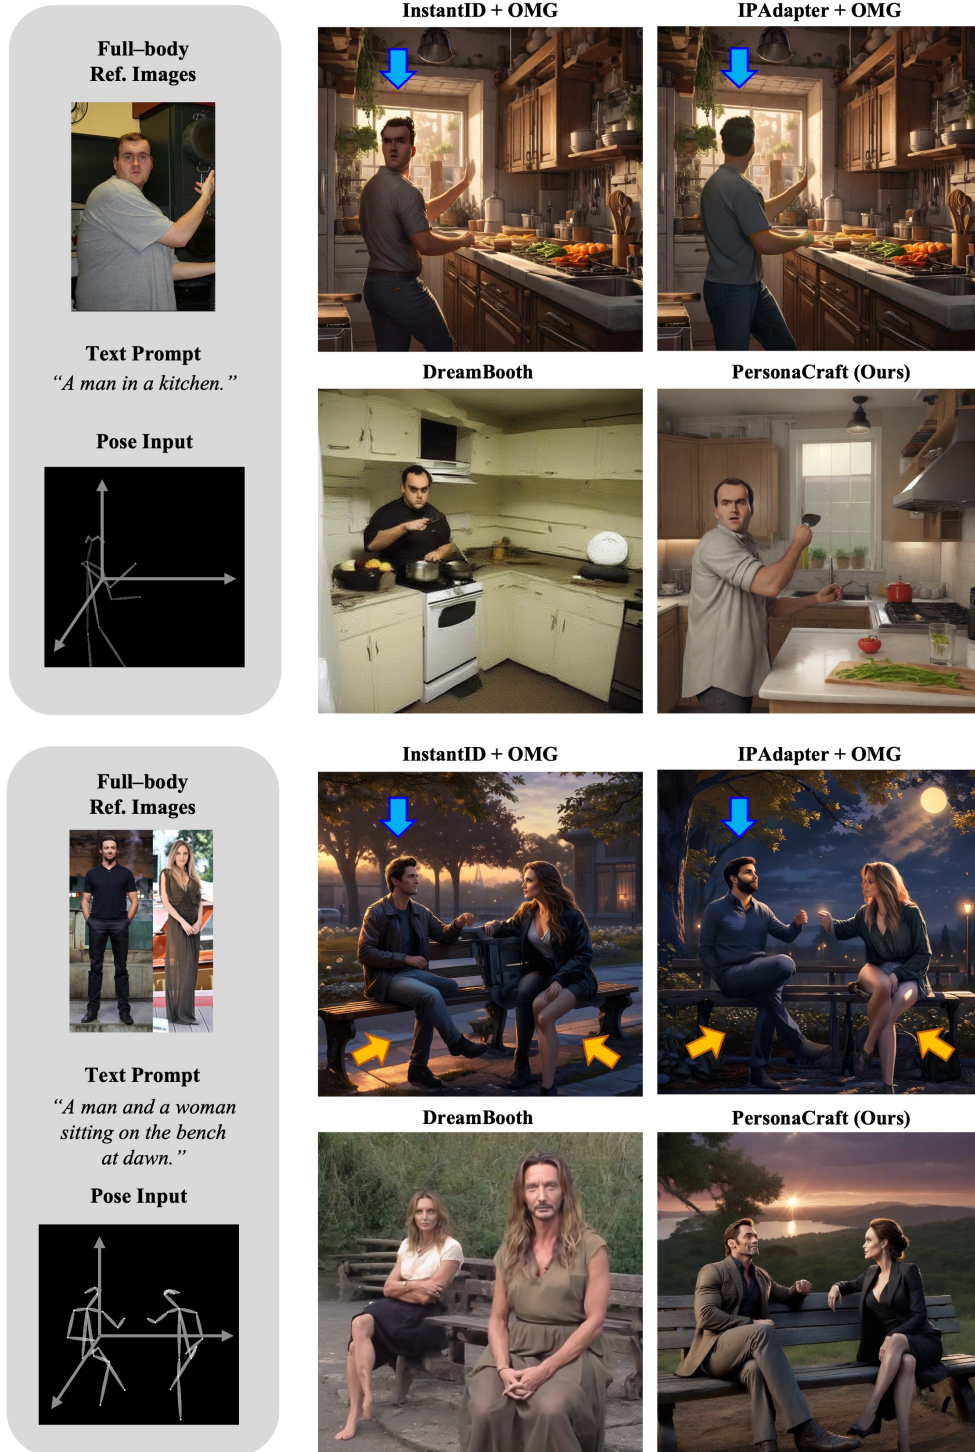 Full–body
Ref. Images
Text Prompt
“A man in a kitchen.”
Pose Input
InstantID + OMG
IPAdapter + OMG
DreamBooth
PersonaCraft (Ours)
Full–body
Ref. Images
Text Prompt
“A man and a woman
sitting on the bench
at dawn.”
Pose Input
InstantID + OMG
IPAdapter + OMG
DreamBooth
PersonaCraft (Ours)